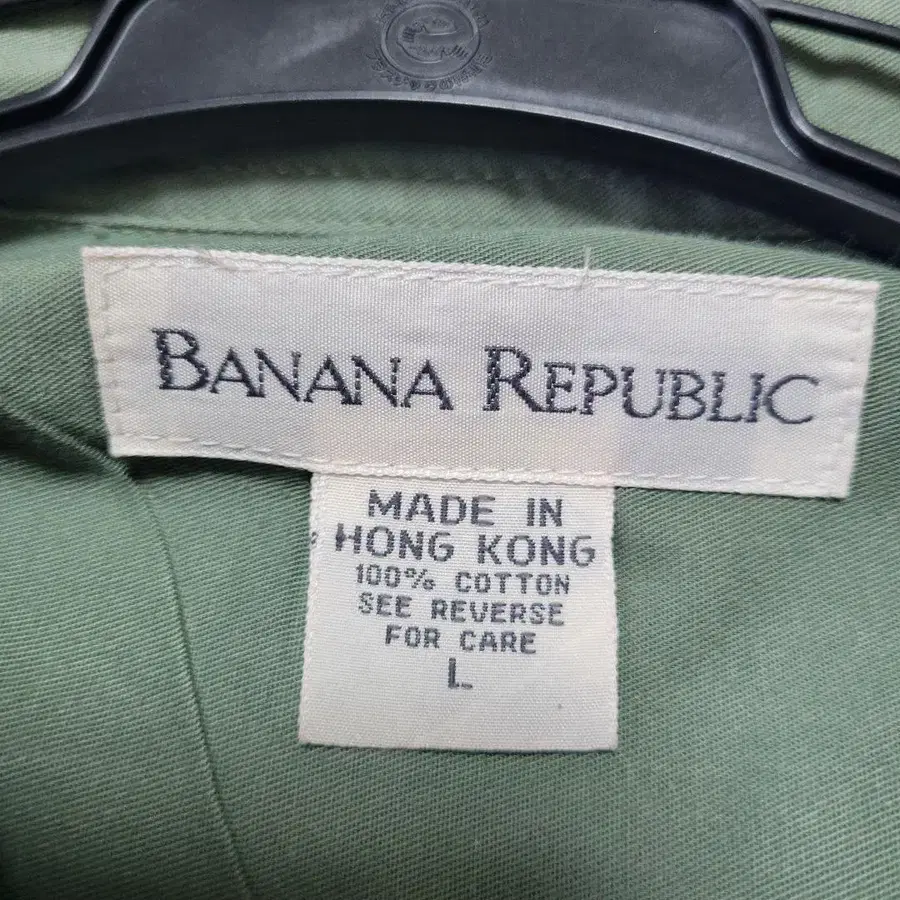 BANANA REPUBLIC
MADE IN
HONG KONG
100% COTTON
SEE REVERSE
FOR CARE
L